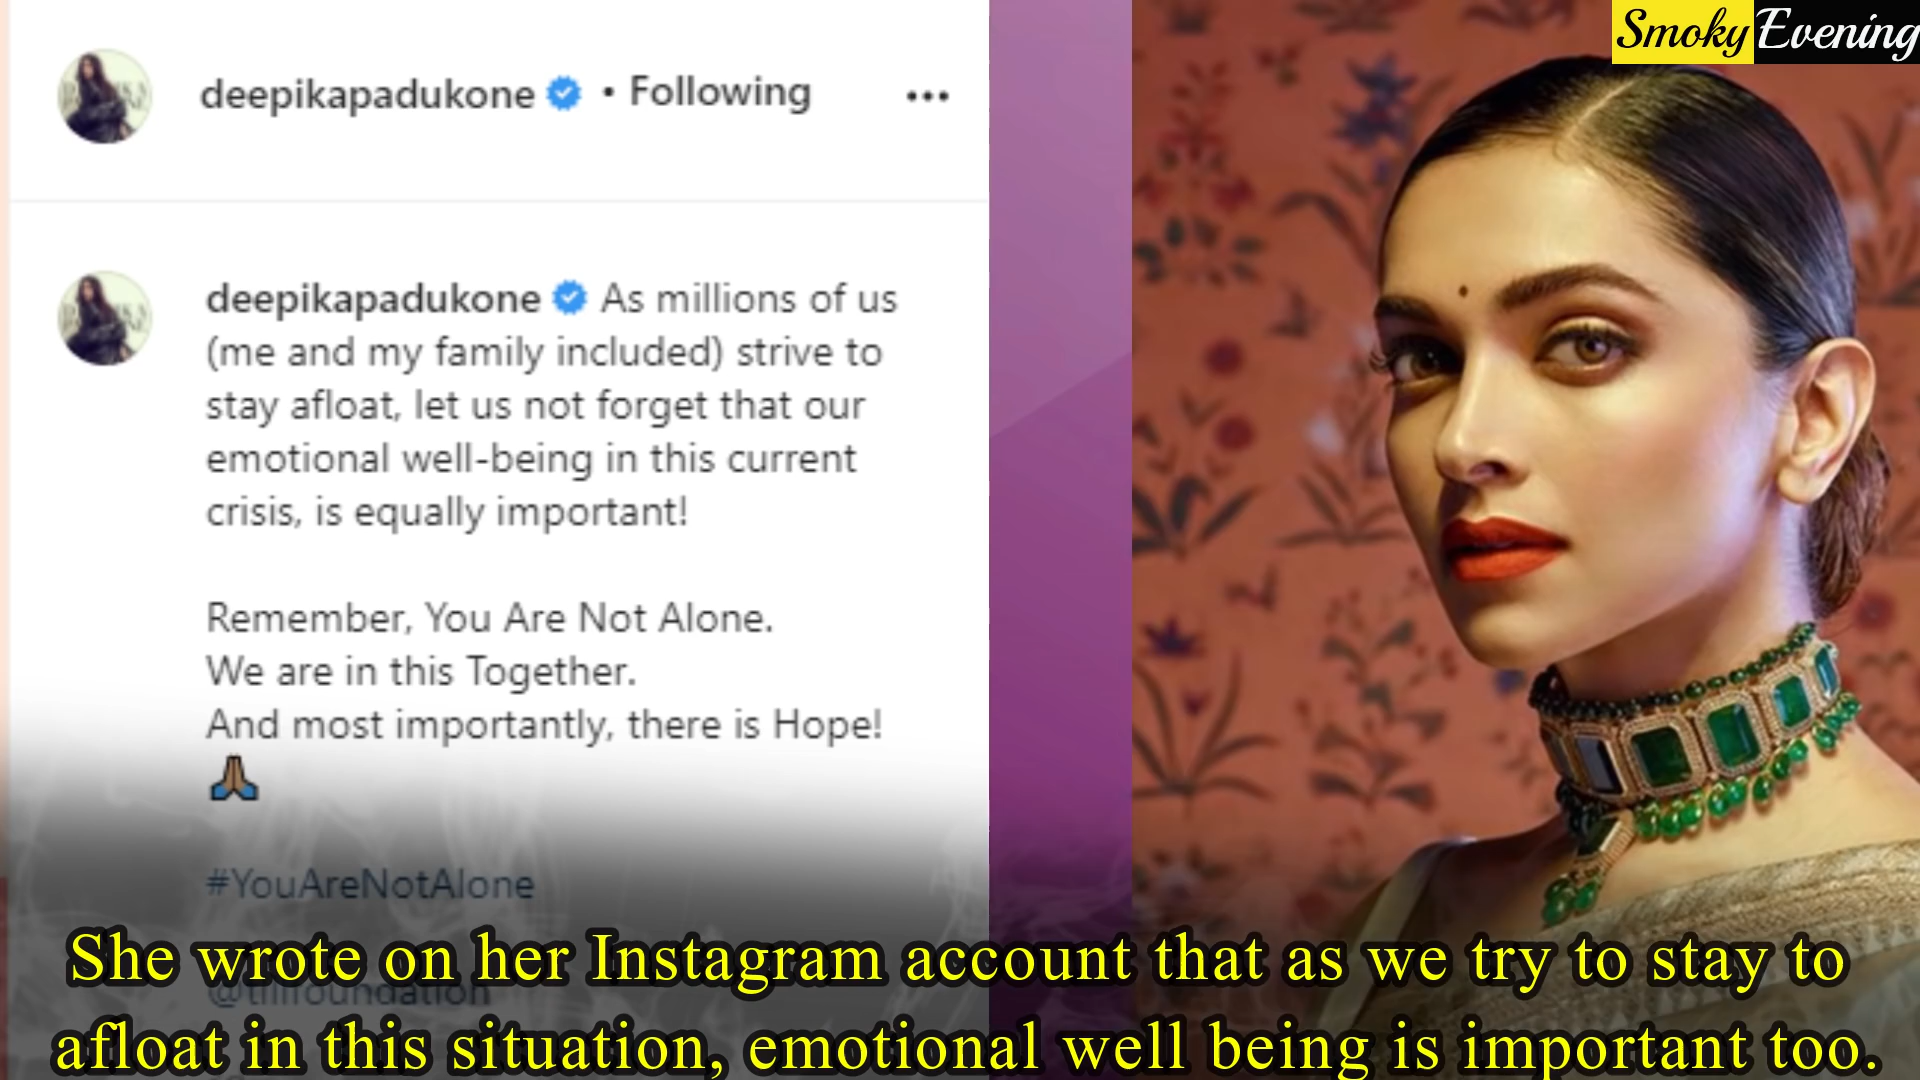 Smoky Evening
deepikapadukone • Following
deepikapadukone As millions of us
(me and my family included) strive to
stay afloat, let us not forget that our
emotional well-being in this current
crisis, is equally important!
Remember, You Are Not Alone.
We are in this Together.
And most importantly, there is Hope!
#YouAreNotAlone
@tlllfoundation
She wrote on her Instagram account that as we try to stay to
afloat in this situation, emotional well being is important too.